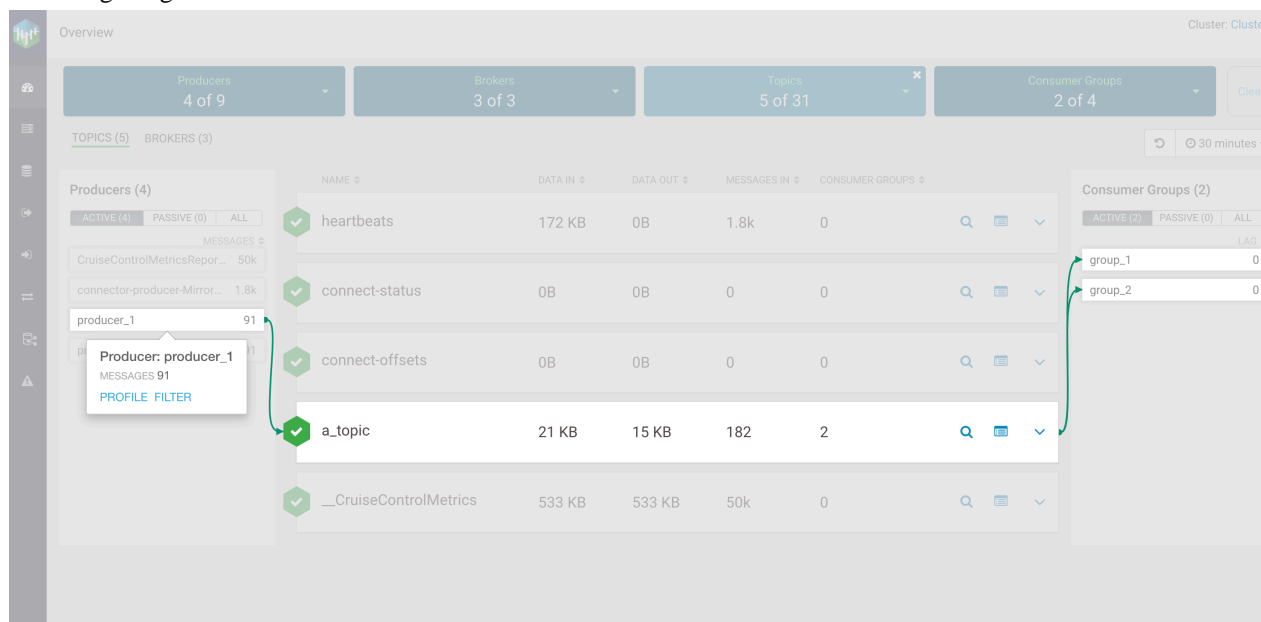 Overview
Cluster: Cluste
Producers
4 of 9
Brokers
3 of 3
Topics
5 of 31
Consumer Groups
2 of 4
Clea
TOPICS (5) BROKERS (3)
30 minutes
Producers (4)
ACTIVE (4) PASSIVE (0) ALL
MESSAGES
CruiseControlMetricsRepor... 50k
connector-producer-Mirror... 1.8k
producer_1 91
Producer: producer_1
MESSAGES 91
PROFILE FILTER
NAME DATA IN DATA OUT MESSAGES IN CONSUMER GROUPS
heartbeats 172 KB 0B 1.8k 0
connect-status 0B 0B 0 0
connect-offsets 0B 0B 0 0
a_topic 21 KB 15 KB 182 2
__CruiseControlMetrics 533 KB 533 KB 50k 0
Consumer Groups (2)
ACTIVE (2) PASSIVE (0) ALL
LAG
group_1 0
group_2 0